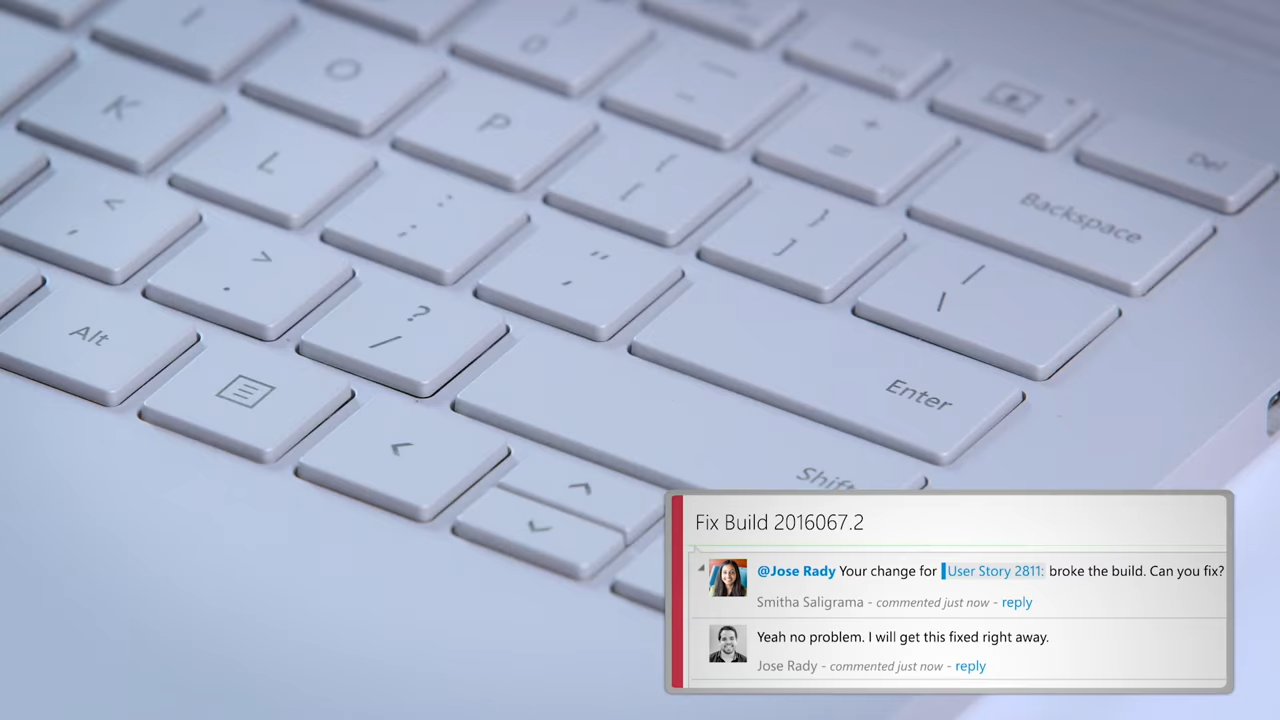 Del
)
0
_
-
+
=
Backspace
I
O
P
{
[
}
]
|
\
K
L
:
;
"
'
Enter
<
,
>
.
?
/
Shift
Alt
Fix Build 2016067.2
@Jose Rady Your change for User Story 2811: broke the build. Can you fix?
Smitha Saligrama - commented just now - reply
Yeah no problem. I will get this fixed right away.
Jose Rady - commented just now - reply